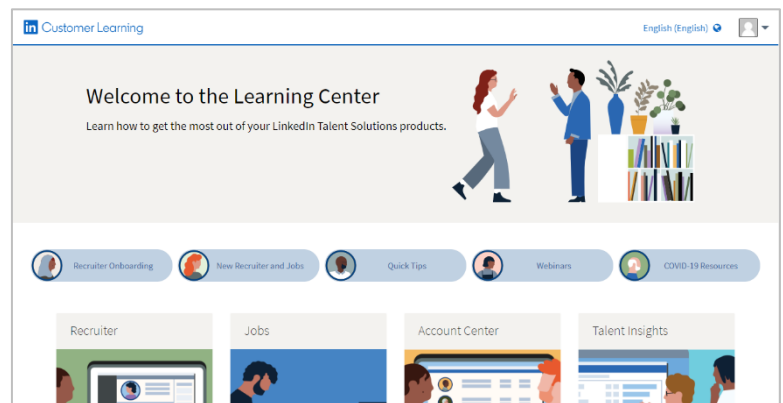 in Customer Learning
English (English)
Welcome to the Learning Center
Learn how to get the most out of your LinkedIn Talent Solutions products.
Recruiter Onboarding
New Recruiter and Jobs
Quick Tips
Webinars
COVID-19 Resources
Recruiter
Jobs
Account Center
Talent Insights